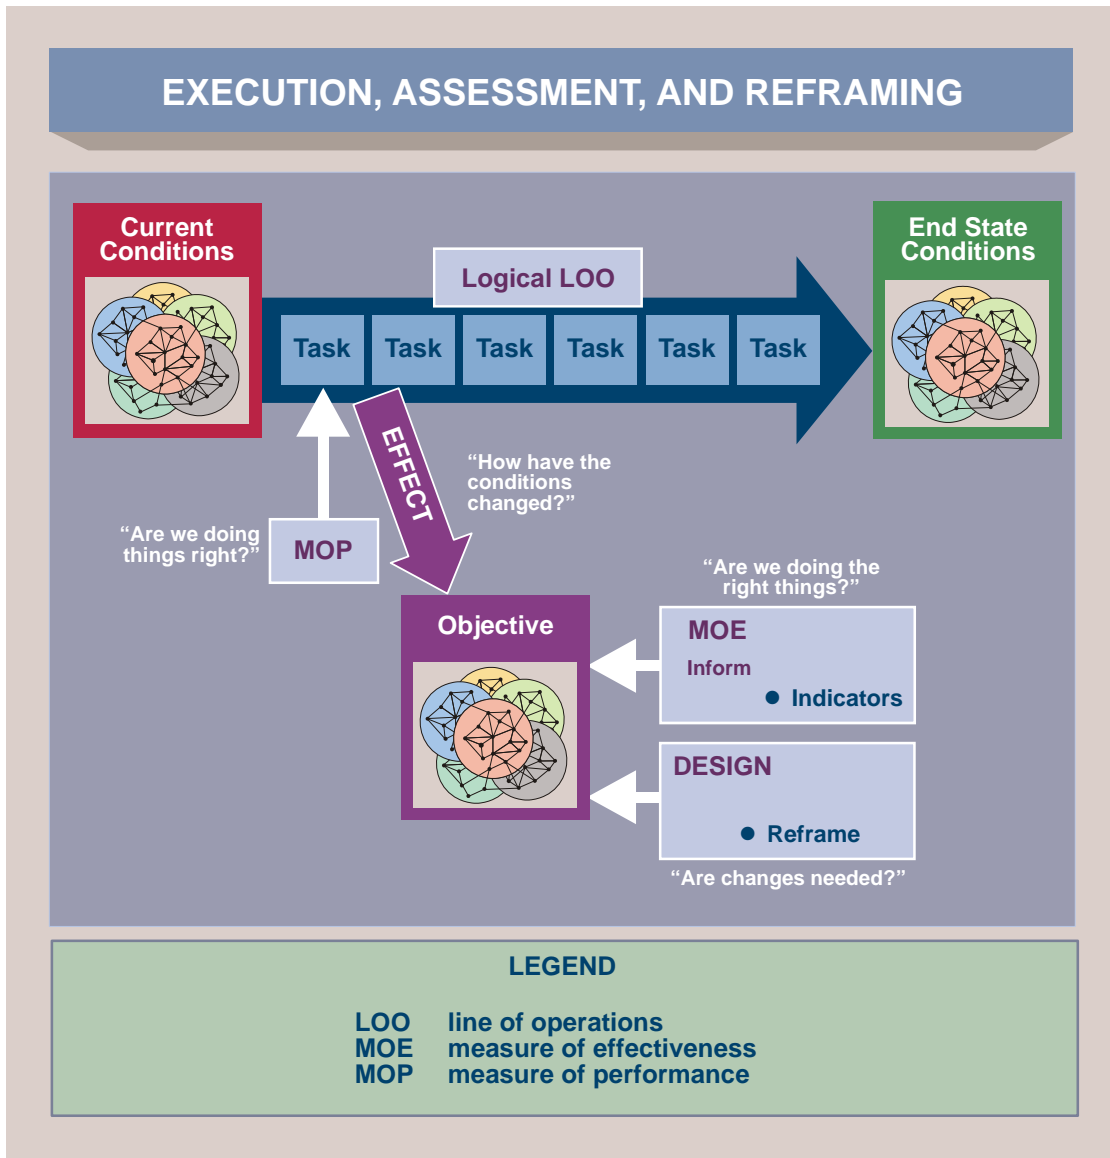 EXECUTION, ASSESSMENT, AND REFRAMING
Current
Conditions
End State
Conditions
Logical LOO
Task
Task
Task
Task
Task
Task
EFFECT
“How have the
conditions
changed?”
“Are we doing
things right?”
MOP
“Are we doing the
right things?”
Objective
MOE
Inform
• Indicators
DESIGN
• Reframe
“Are changes needed?”
LEGEND
LOO line of operations
MOE measure of effectiveness
MOP measure of performance